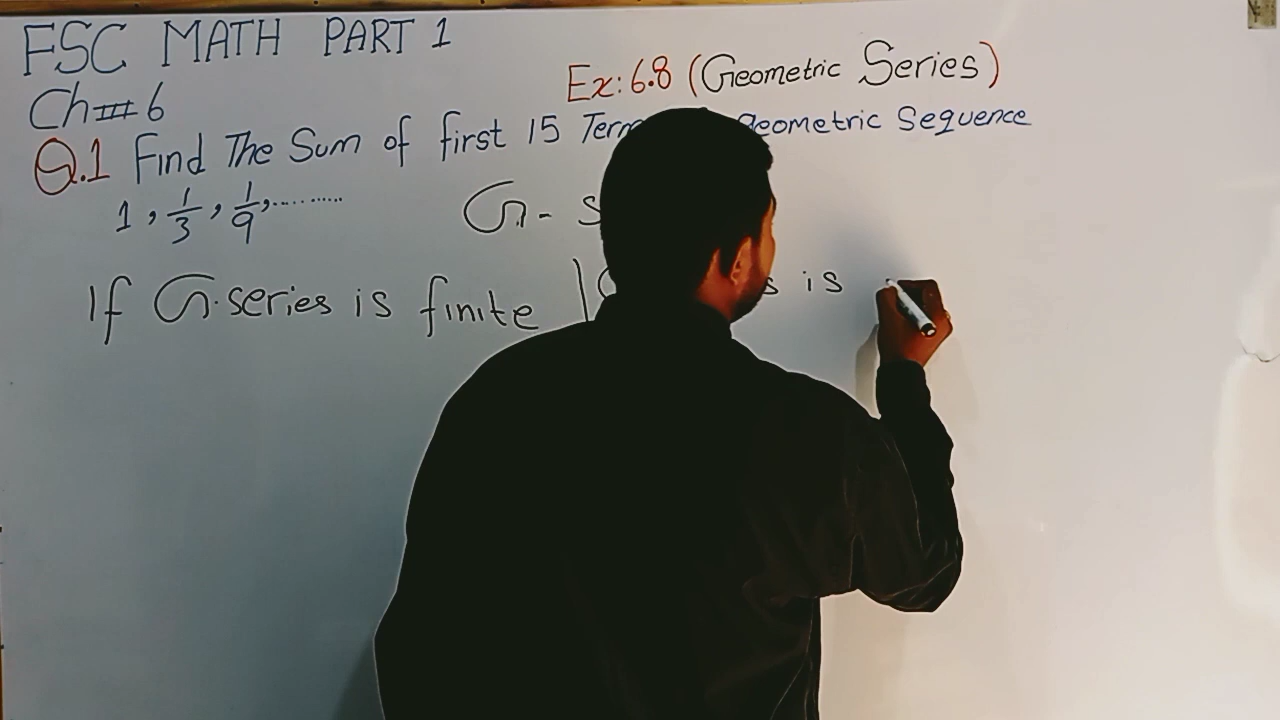 FSC MATH PART 1
Ex: 6.8 (Geometric Series)
Ch # 6
Q.1 Find The Sum of first 15 Geometric Sequence
1, 1/3, 1/9, ............
G.
If G.series is finite | is